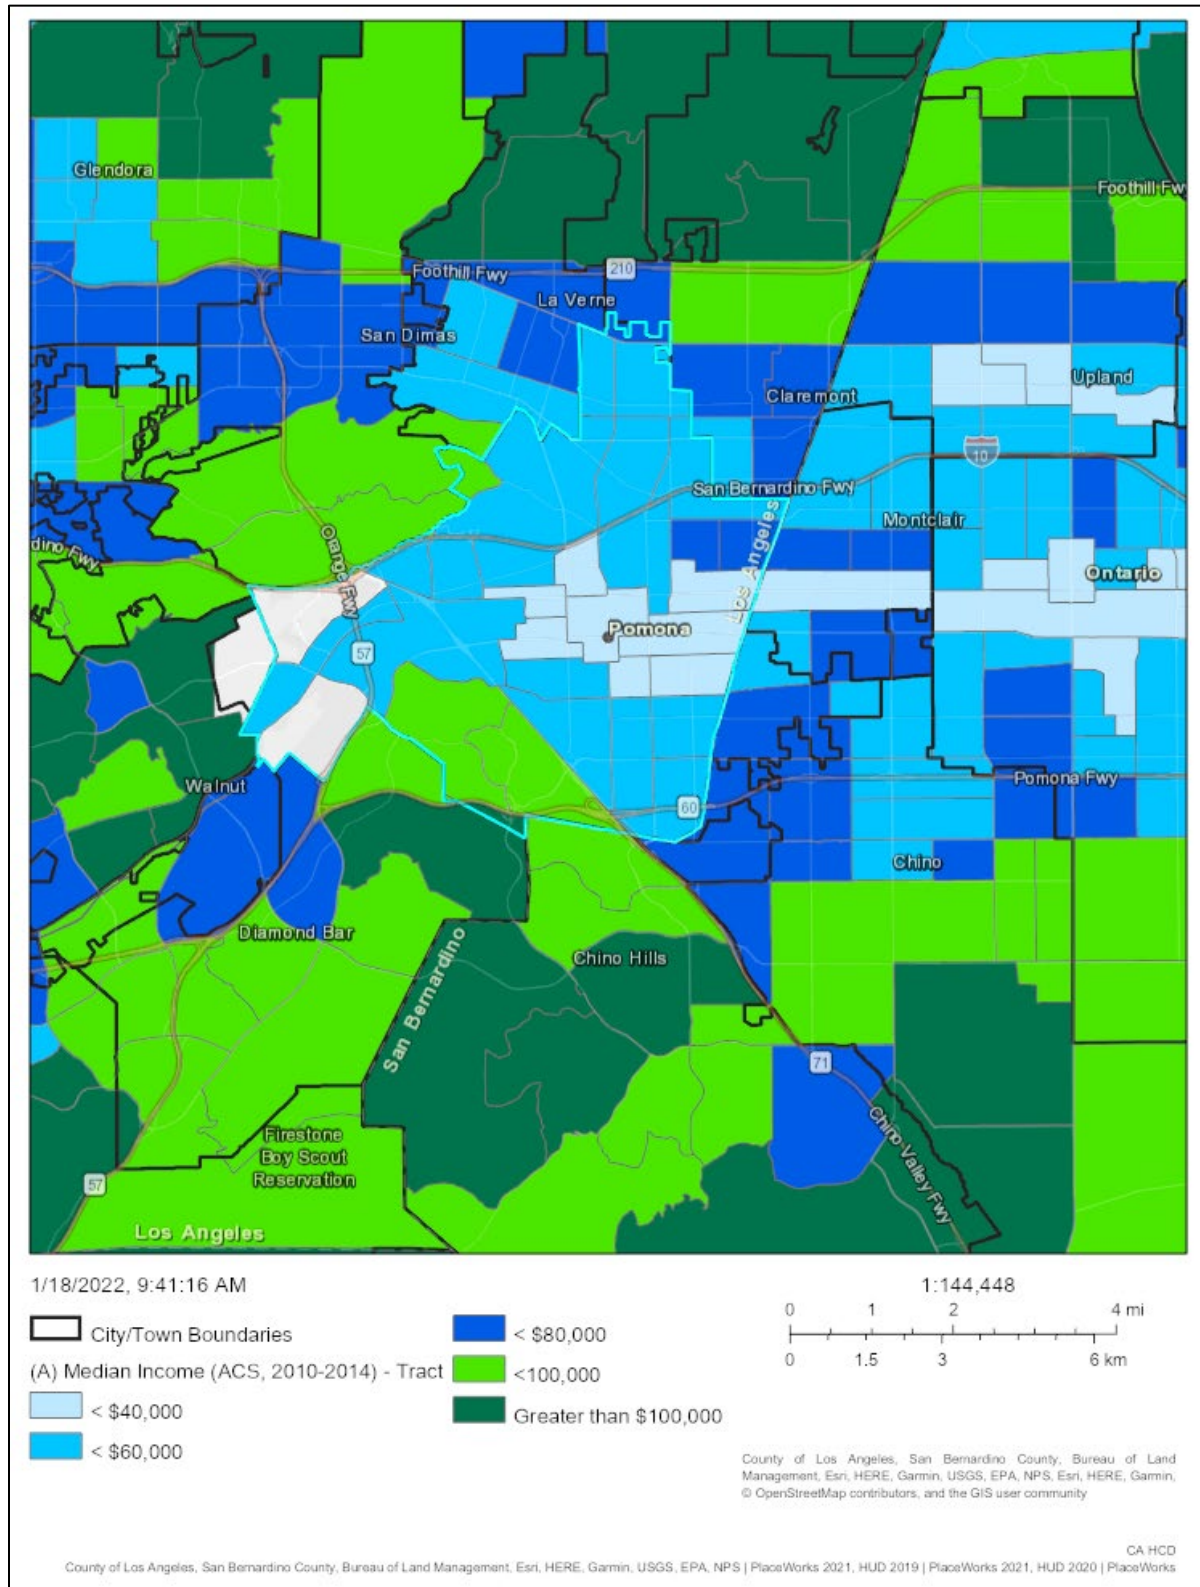 Glendora
Foothill Fwy
Foothill Fwy
210
La Verne
San Dimas
Upland
Claremont
10
San Bernardino Fwy
Montclair
Orange Fwy
dino Fwy
Los Angeles
Ontario
Pomona
57
Pomona Fwy
Walnut
60
Chino
Diamond Bar
San Bernardino
Chino Hills
71
Chino Valley Fwy
Firestone
Boy Scout
Reservation
57
Los Angeles
1/18/2022, 9:41:16 AM
1:144,448
0 1 2 4 mi
0 1.5 3 6 km
City/Town Boundaries
(A) Median Income (ACS, 2010-2014) - Tract
< $40,000
< $60,000
< $80,000
<100,000
Greater than $100,000
County of Los Angeles, San Bernardino County, Bureau of Land
Management, Esri, HERE, Garmin, USGS, EPA, NPS, Esri, HERE, Garmin,
© OpenStreetMap contributors, and the GIS user community
CA HCD
County of Los Angeles, San Bernardino County, Bureau of Land Management, Esri, HERE, Garmin, USGS, EPA, NPS | PlaceWorks 2021, HUD 2019 | PlaceWorks 2021, HUD 2020 | PlaceWorks